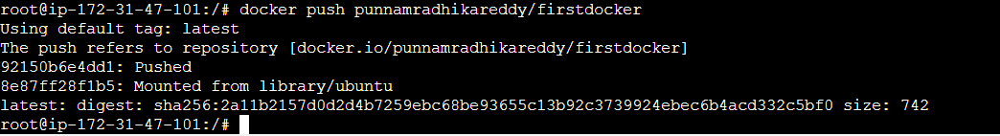 root@ip-172-31-47-101:/# docker push punnamradhikareddy/firstdocker
Using default tag: latest
The push refers to repository [docker.io/punnamradhikareddy/firstdocker]
92150b6e4dd1: Pushed
8e87ff28f1b5: Mounted from library/ubuntu
latest: digest: sha256:2a11b2157d0d2d4b7259ebc68be93655c13b92c3739924ebec6b4acd332c5bf0 size: 742
root@ip-172-31-47-101:/#